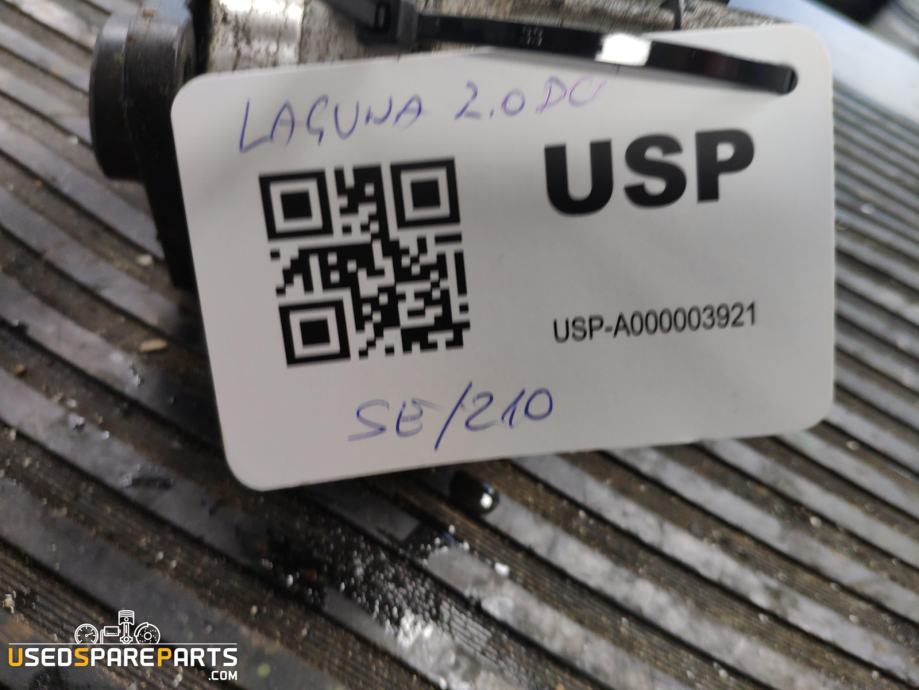 LAGUNA 2.0 DCI
USP
USP-A000003921
SE/210
USEDSPAREPARTS
.COM